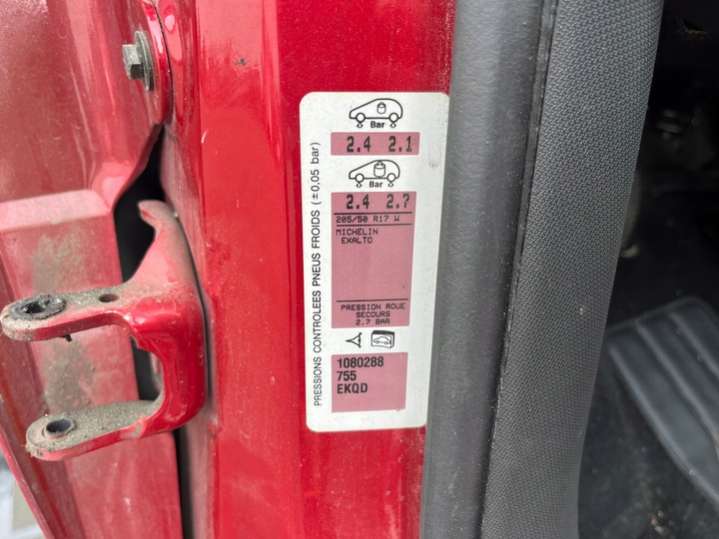 PRESSIONS CONTROLEES PNEUS FROIDS (±0,05 bar)
Bar
2.4 2.1
Bar
2.4 2.7
205/50 R17 W
MICHELIN
EXALTO
PRESSION ROUE
SECOURS
2.7 BAR
1080288
755
EKQD